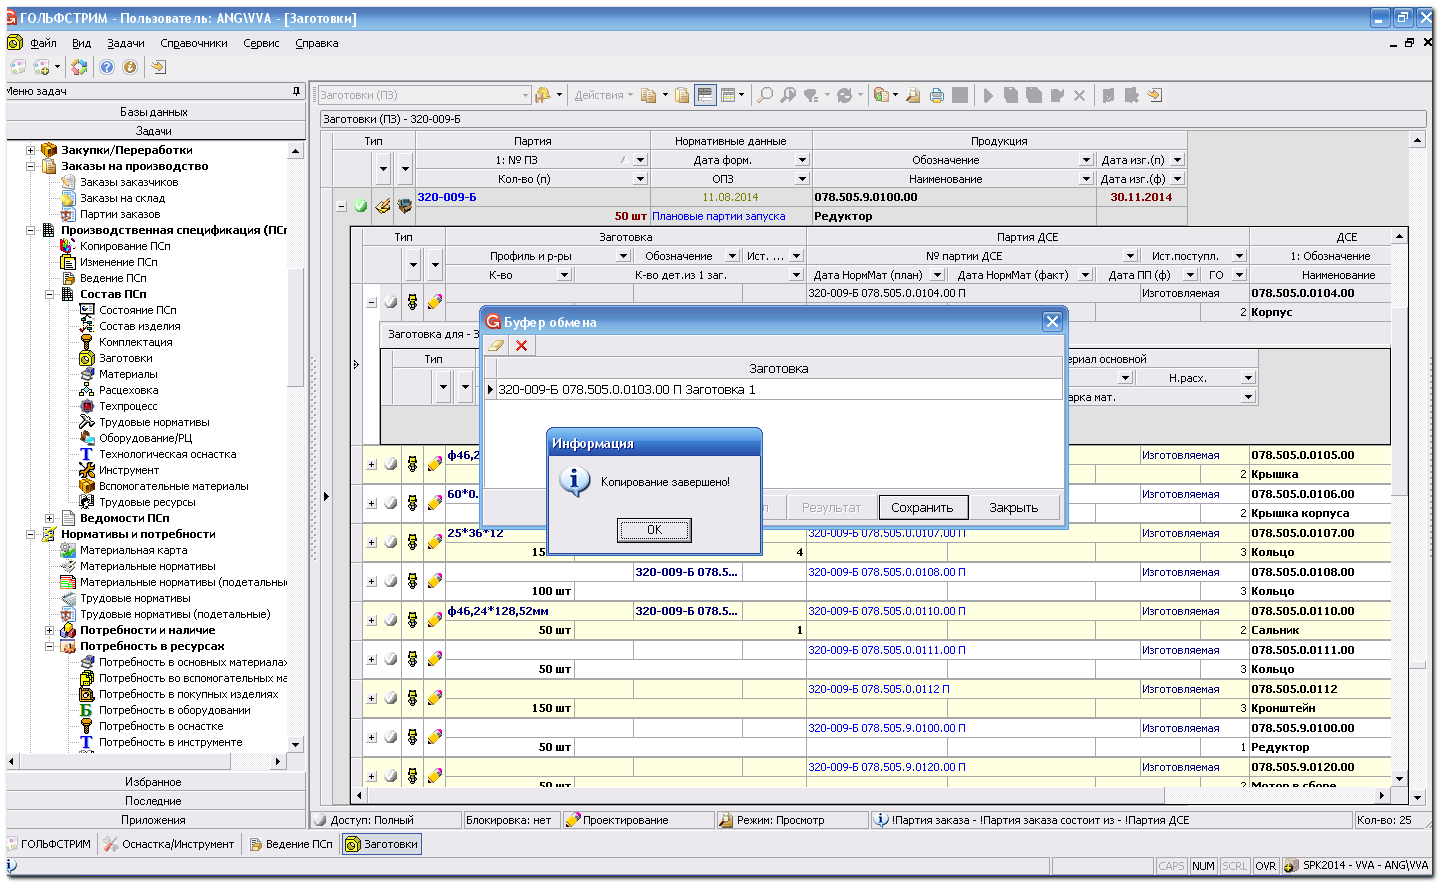 ГОЛЬФСТРИМ - Пользователь: ANG\VVA - [Заготовки]
Файл Вид Задачи Справочники Сервис Справка
Меню задач
Базы данных
Задачи
Закупки/Переработки
Заказы на производство
Заказы заказчиков
Заказы на склад
Партии заказов
Производственная спецификация (ПСп
Копирование ПСп
Изменение ПСп
Ведение ПСп
Состав ПСп
Состояние ПСп
Состав изделия
Комплектация
Заготовки
Материалы
Расцеховка
Техпроцесс
Трудовые нормативы
Оборудование/РЦ
Технологическая оснастка
Инструмент
Вспомогательные материалы
Трудовые ресурсы
Ведомости ПСп
Нормативы и потребности
Материальная карта
Материальные нормативы
Материальные нормативы (подетальны
Трудовые нормативы
Трудовые нормативы (подетальные)
Потребности и наличие
Потребность в ресурсах
Потребность в основных материалах
Потребность во вспомогательных ма
Потребность в покупных изделиях
Потребность в оборудовании
Потребность в оснастке
Потребность в инструменте
Избранное
Последние
Приложения
Заготовки (ПЗ) Действия
Заготовки (ПЗ) - 320-009-Б
Тип Партия Нормативные данные Продукция
1: № ПЗ Дата форм. Обозначение Дата изг.(п)
Кол-во (п) ОПЗ Наименование Дата изг.(ф)
320-009-Б 11.08.2014 078.505.9.0100.00 30.11.2014
50 шт Плановые партии запуска Редуктор
Тип Заготовка Партия ДСЕ ДСЕ
Профиль и р-ры Обозначение Ист. ... № партии ДСЕ Ист.поступл. 1: Обозначение
К-во К-во дет.из 1 заг. Дата НормМат (план) Дата НормМат (факт) Дата ПП (ф) ГО Наименование
320-009-Б 078.505.0.0104.00 П Изготовляемая 078.505.0.0104.00
2 Корпус
Заготовка для - З
Тип ериал основной
Н.расх.
арка мат.
Буфер обмена
Заготовка
320-009-Б 078.505.0.0103.00 П Заготовка 1
Информация
Копирование завершено!
OK
л Результат Сохранить Закрыть
ф46,2 Изготовляемая 078.505.0.0105.00
2 Крышка
60*0. Изготовляемая 078.505.0.0106.00
2 Крышка корпуса
25*36*12 320-009-Б 078.505.0.0107.00 П Изготовляемая 078.505.0.0107.00
15 4 3 Кольцо
320-009-Б 078.5... 320-009-Б 078.505.0.0108.00 П Изготовляемая 078.505.0.0108.00
100 шт 3 Кольцо
ф46,24*128,52мм 320-009-Б 078.5... 320-009-Б 078.505.0.0110.00 П Изготовляемая 078.505.0.0110.00
50 шт 1 2 Сальник
320-009-Б 078.505.0.0111.00 П Изготовляемая 078.505.0.0111.00
50 шт 3 Кольцо
320-009-Б 078.505.0.0112 П Изготовляемая 078.505.0.0112
150 шт 3 Кронштейн
320-009-Б 078.505.9.0100.00 П Изготовляемая 078.505.9.0100.00
50 шт 1 Редуктор
320-009-Б 078.505.9.0120.00 П Изготовляемая 078.505.9.0120.00
50 шт 2 Мотор в сборе
Доступ: Полный Блокировка: нет Проектирование Режим: Просмотр !Партия заказа - !Партия заказа состоит из - !Партия ДСЕ Кол-во: 25
ГОЛЬФСТРИМ Оснастка/Инструмент Ведение ПСп Заготовки
CAPS NUM SCRL OVR SPK2014 - VVA - ANG\VVA